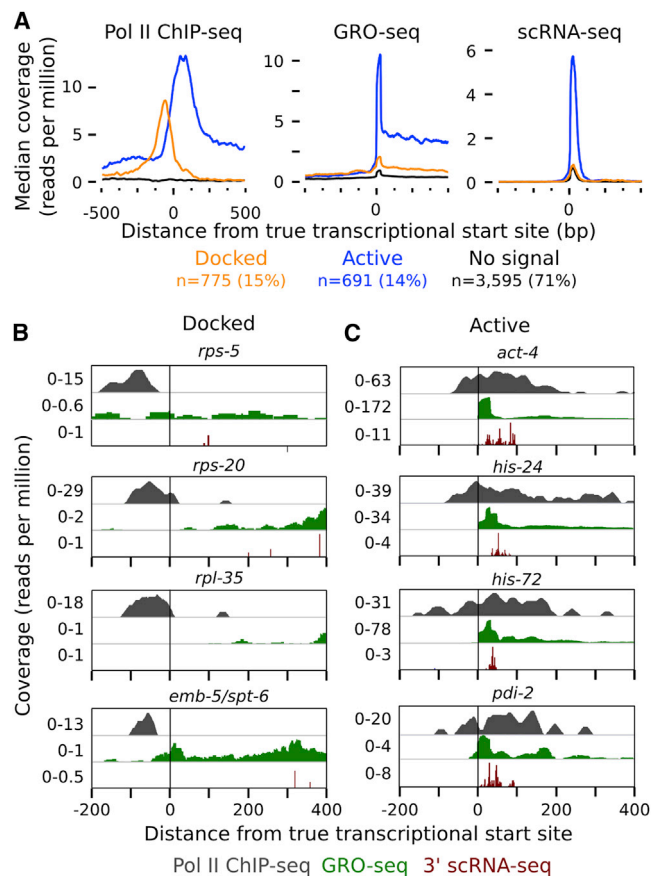 A
Pol II ChIP-seq
GRO-seq
scRNA-seq
Median coverage
(reads per million)
10
5
0
10
5
0
6
4
2
0
-500
0
500
0
0
Distance from true transcriptional start site (bp)
Docked
n=775 (15%)
Active
n=691 (14%)
No signal
n=3,595 (71%)
B
Docked
Coverage (reads per million)
rps-5
0-15
0-0.6
0-1
rps-20
0-29
0-2
0-1
rpl-35
0-18
0-1
0-1
emb-5/spt-6
0-13
0-1
0-0.5
-200
0
200
400
C
Active
act-4
0-63
0-172
0-11
his-24
0-39
0-34
0-4
his-72
0-31
0-78
0-3
pdi-2
0-20
0-4
0-8
-200
0
200
400
Distance from true transcriptional start site
Pol II ChIP-seq GRO-seq 3' scRNA-seq